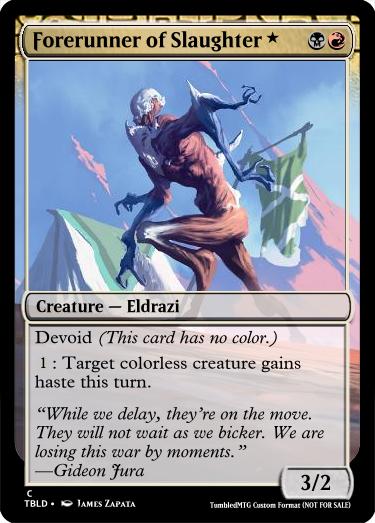 Forerunner of Slaughter ★
Creature — Eldrazi
Devoid (This card has no color.)
1 : Target colorless creature gains
haste this turn.
“While we delay, they’re on the move.
They will not wait as we bicker. We are
losing this war by moments.”
—Gideon Jura
3/2
C
TBLD • James Zapata
TumbledMTG Custom Format (NOT FOR SALE)